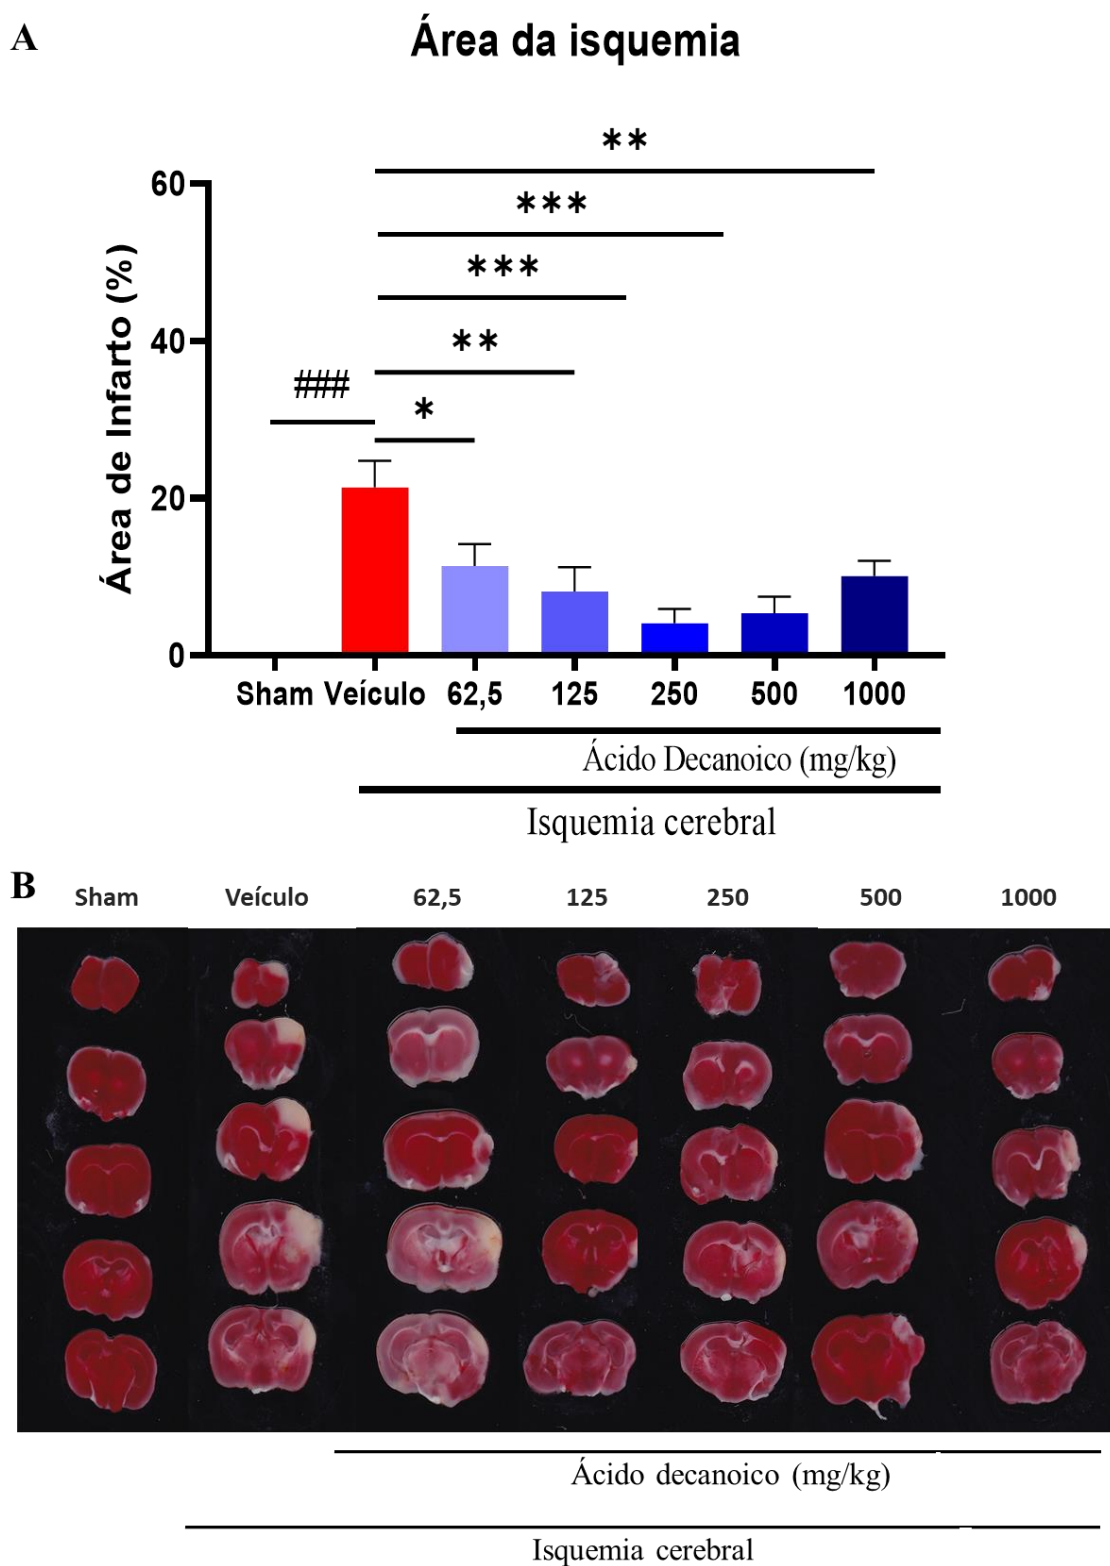 A
Área da isquemia
**
60
***
***
Área de Infarto (%)
40
**
###
*
20
0
Sham Veículo 62,5 125 250 500 1000
Ácido Decanoico (mg/kg)
Isquemia cerebral
B
Sham Veículo 62,5 125 250 500 1000
Ácido decanoico (mg/kg)
Isquemia cerebral